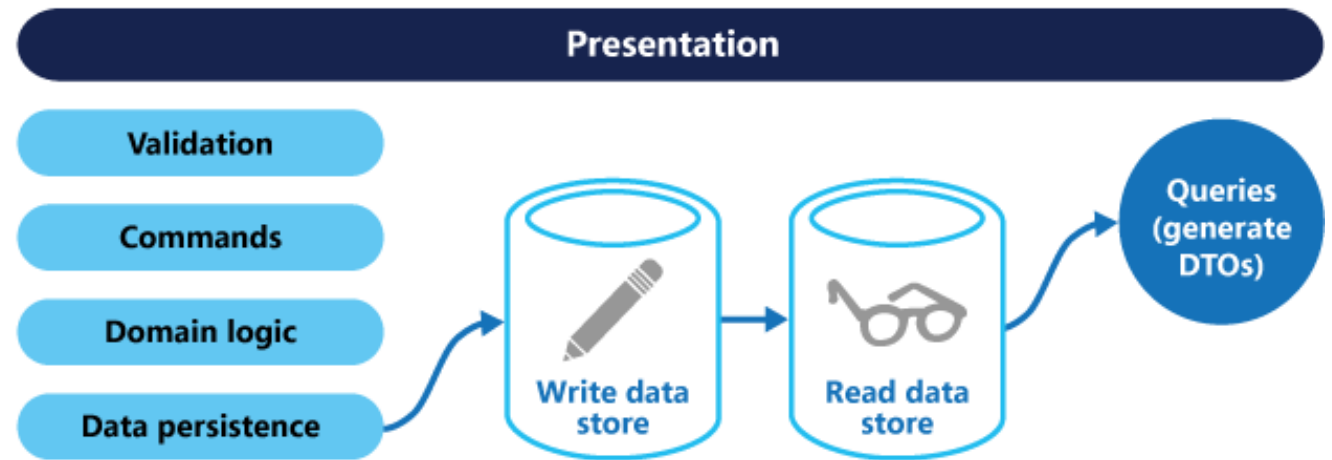 Presentation
Validation
Commands
Domain logic
Data persistence
Write data
store
Read data
store
Queries
(generate
DTOs)